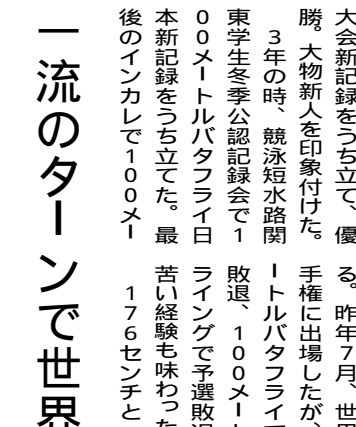 大会新記録をうち立て、優
勝。大物新人を印象付けた。
　３年の時、競泳短水路関
東学生冬季公認記録会で１
００メートルバタフライ日
本新記録をうち立てた。最
後のインカレで１００メー
る。昨年７月、世界
手権に出場したが、
ートルバタフライで
敗退、１００メート
ライングで予選敗退
苦い経験も味わった
　１７６センチと
一流のターンで世界